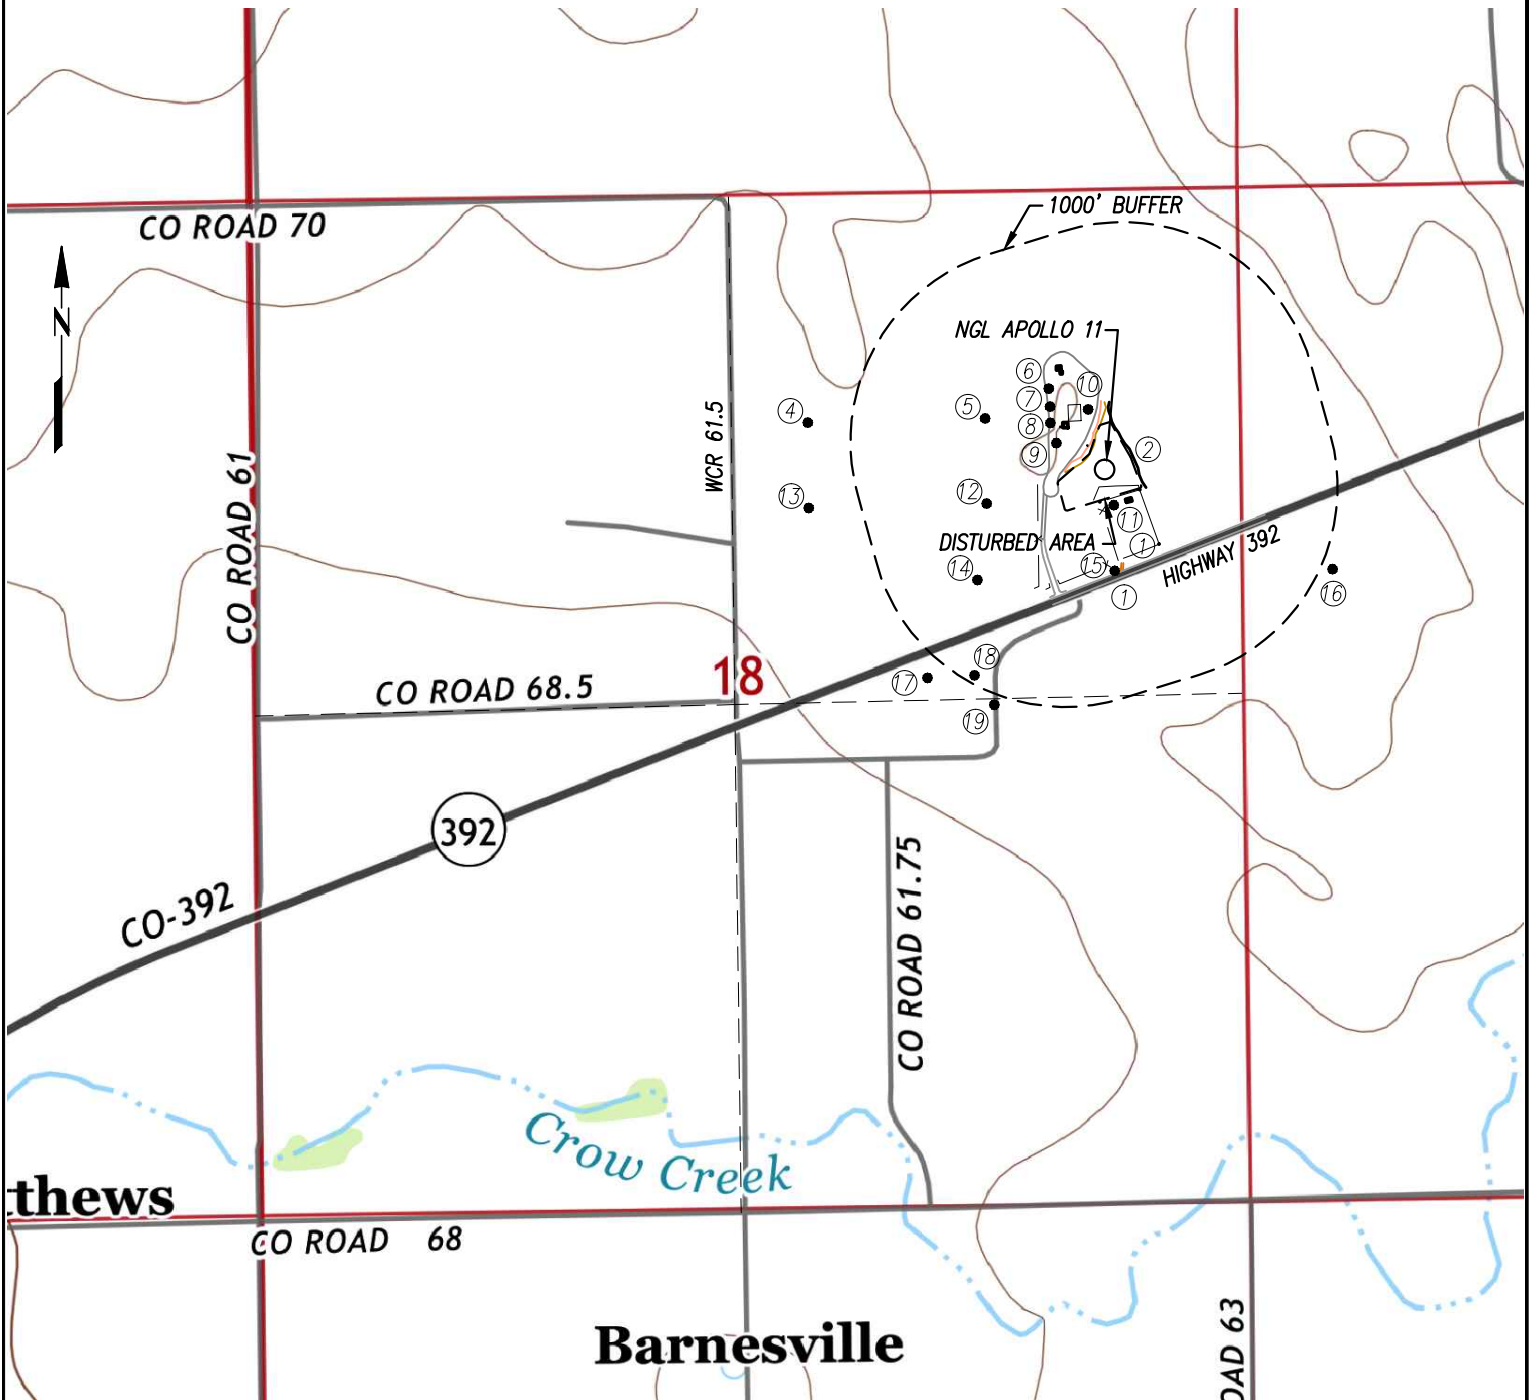 1000' BUFFER
CO ROAD 70
N
NGL APOLLO 11
6
10
7
4
5
8
9
2
WCR 61.5
CO ROAD 61
13
12
11
DISTURBED AREA
1
HIGHWAY 392
14
15
1
16
18
18
17
CO ROAD 68.5
19
392
CO-392
CO ROAD 61.75
Crow Creek
thews
CO ROAD 68
Barnesville
OAD 63